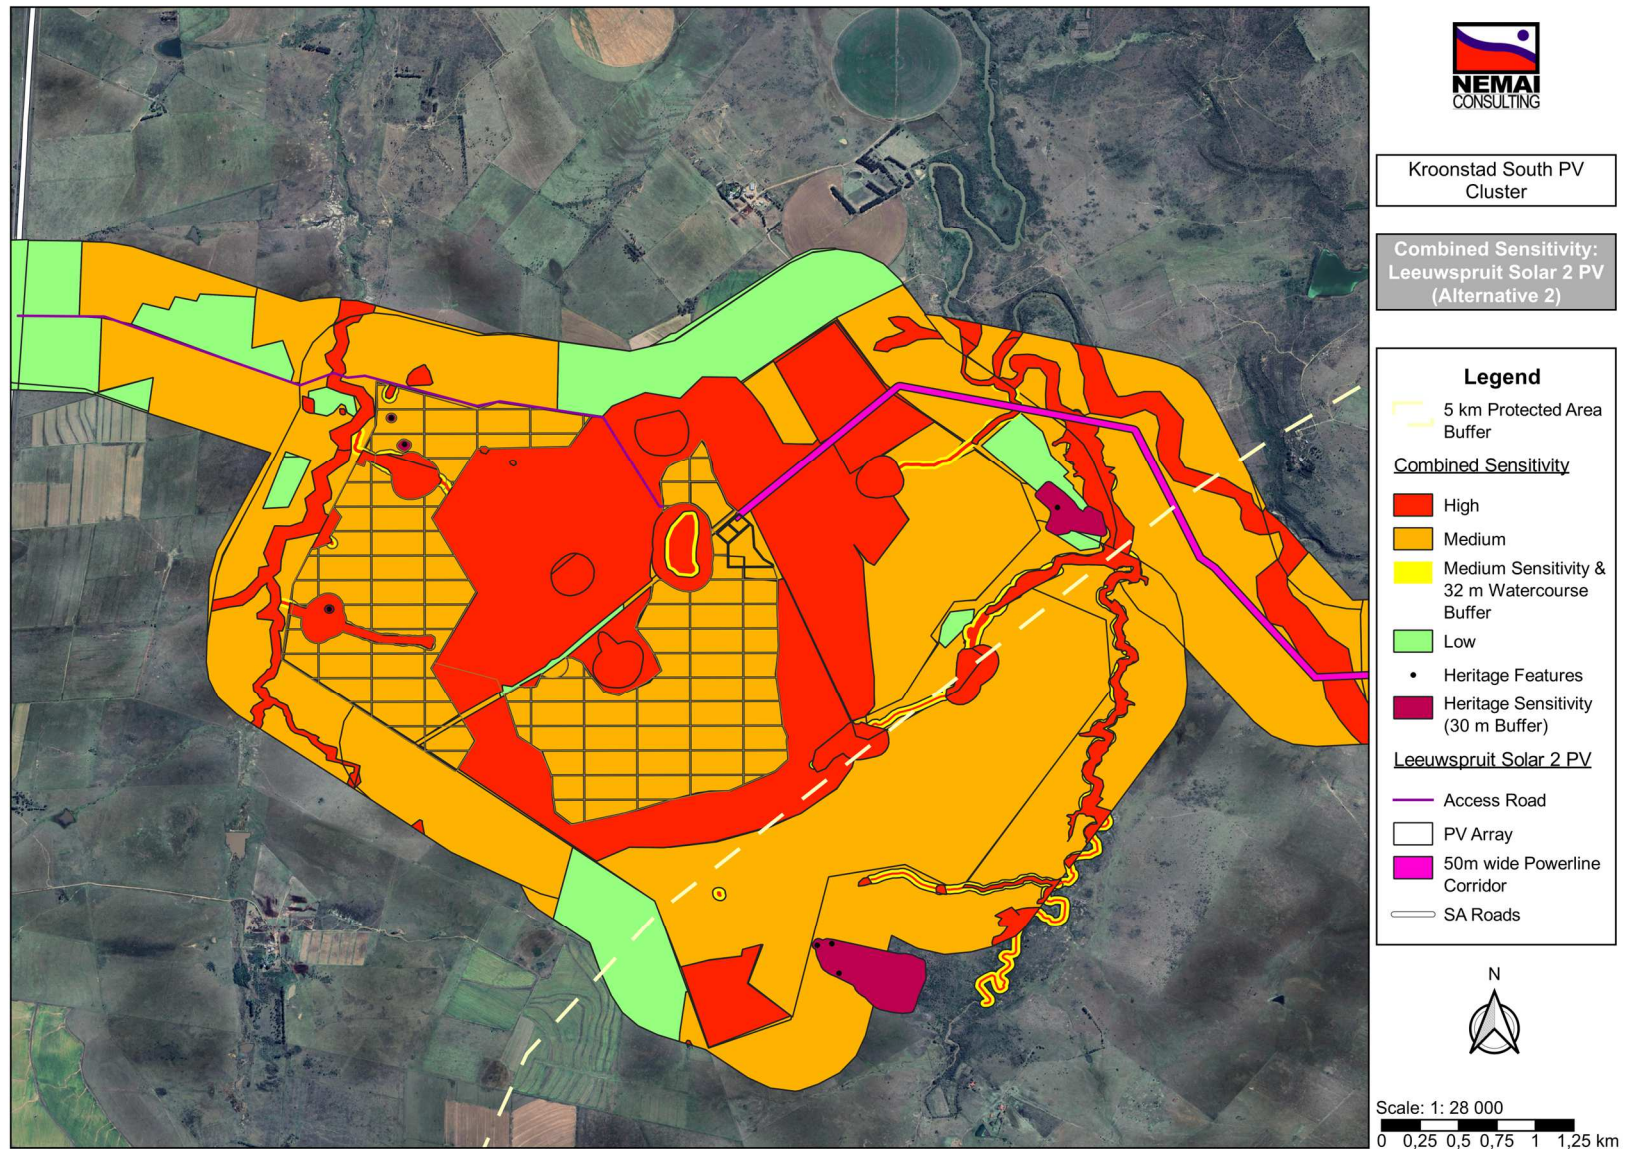 NEMAI
CONSULTING
Kroonstad South PV
Cluster
Combined Sensitivity:
Leeuwspruit Solar 2 PV
(Alternative 2)
Legend
5 km Protected Area
Buffer
Combined Sensitivity
High
Medium
Medium Sensitivity &
32 m Watercourse
Buffer
Low
Heritage Features
Heritage Sensitivity
(30 m Buffer)
Leeuwspruit Solar 2 PV
Access Road
PV Array
50m wide Powerline
Corridor
SA Roads
N
Scale: 1: 28 000
0 0,25 0,5 0,75 1 1,25 km